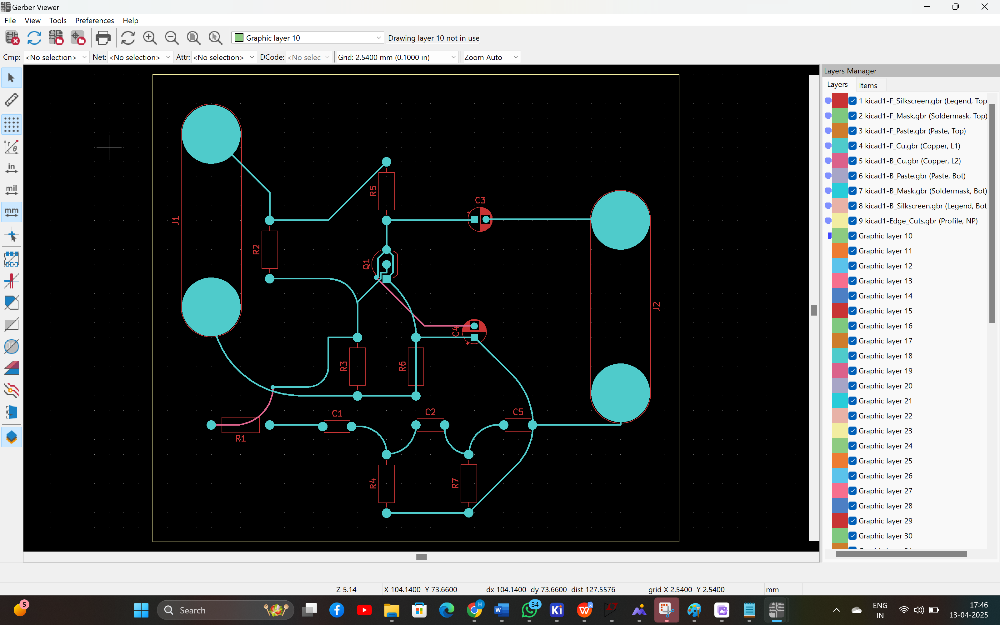 Gerber Viewer
File View Tools Preferences Help
Graphic layer 10 Drawing layer 10 not in use
Cmp: <No selection> Net: <No selection> Attr: <No selection> DCode: <No selec Grid: 2.5400 mm (0.1000 in) Zoom Auto
in
mil
mm
J1
R5
C3
R2
Q1
J2
C4
R3
R6
C1
C2
C5
R1
R4
R7
Layers Manager
Layers Items
1 kicad1-F_Silkscreen.gbr (Legend, Top
2 kicad1-F_Mask.gbr (Soldermask, Top)
3 kicad1-F_Paste.gbr (Paste, Top)
4 kicad1-F_Cu.gbr (Copper, L1)
5 kicad1-B_Cu.gbr (Copper, L2)
6 kicad1-B_Paste.gbr (Paste, Bot)
7 kicad1-B_Mask.gbr (Soldermask, Bot)
8 kicad1-B_Silkscreen.gbr (Legend, Bot
9 kicad1-Edge_Cuts.gbr (Profile, NP)
Graphic layer 10
Graphic layer 11
Graphic layer 12
Graphic layer 13
Graphic layer 14
Graphic layer 15
Graphic layer 16
Graphic layer 17
Graphic layer 18
Graphic layer 19
Graphic layer 20
Graphic layer 21
Graphic layer 22
Graphic layer 23
Graphic layer 24
Graphic layer 25
Graphic layer 26
Graphic layer 27
Graphic layer 28
Graphic layer 29
Graphic layer 30
Z 5.14 X 104.1400 Y 73.6600 dx 104.1400 dy 73.6600 dist 127.5576 grid X 2.5400 Y 2.5400 mm
5
Search
H
W
34
Ki
ENG
IN
17:46
13-04-2025